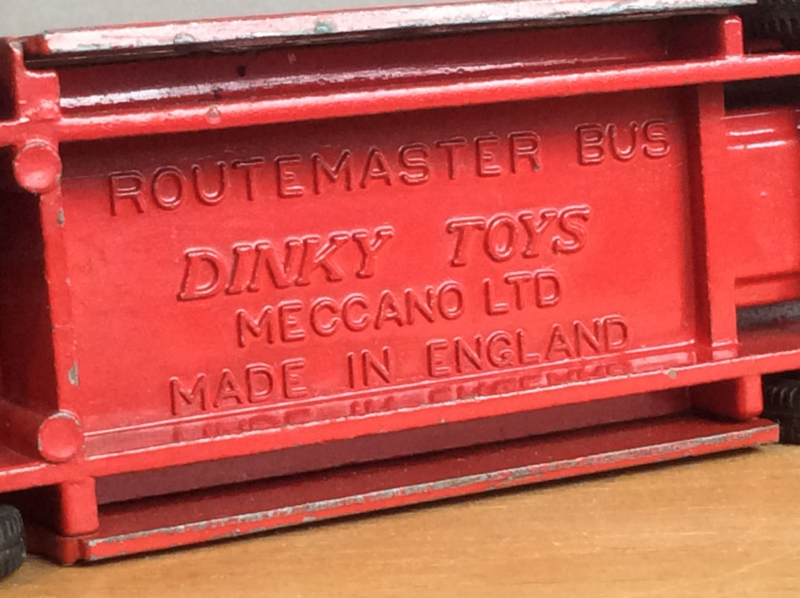 ROUTEMASTER BUS
DINKY TOYS
MECCANO LTD
MADE IN ENGLAND